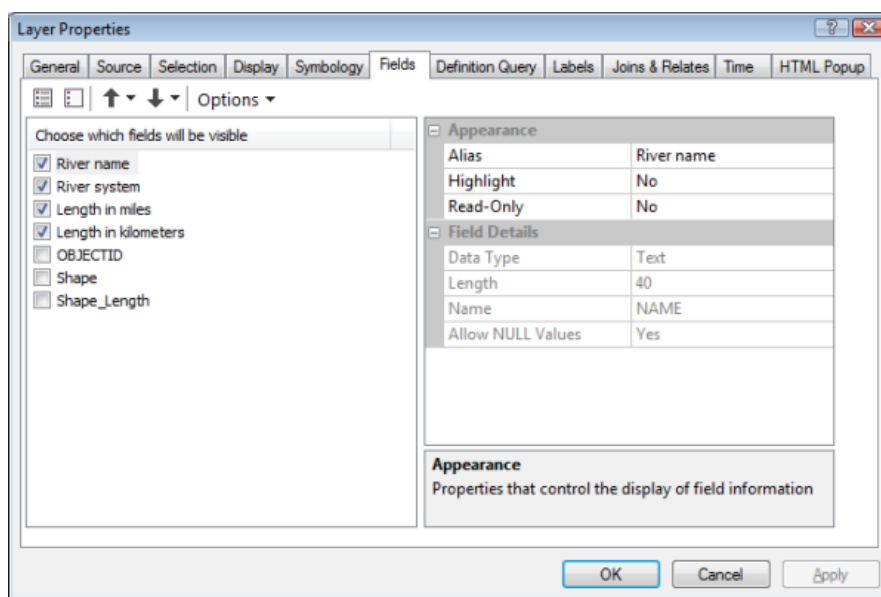 Layer Properties
General Source Selection Display Symbology Fields Definition Query Labels Joins & Relates Time HTML Popup
Options
Choose which fields will be visible
River name
River system
Length in miles
Length in kilometers
OBJECTID
Shape
Shape_Length
Appearance
Alias River name
Highlight No
Read-Only No
Field Details
Data Type Text
Length 40
Name NAME
Allow NULL Values Yes
Appearance
Properties that control the display of field information
OK Cancel Apply